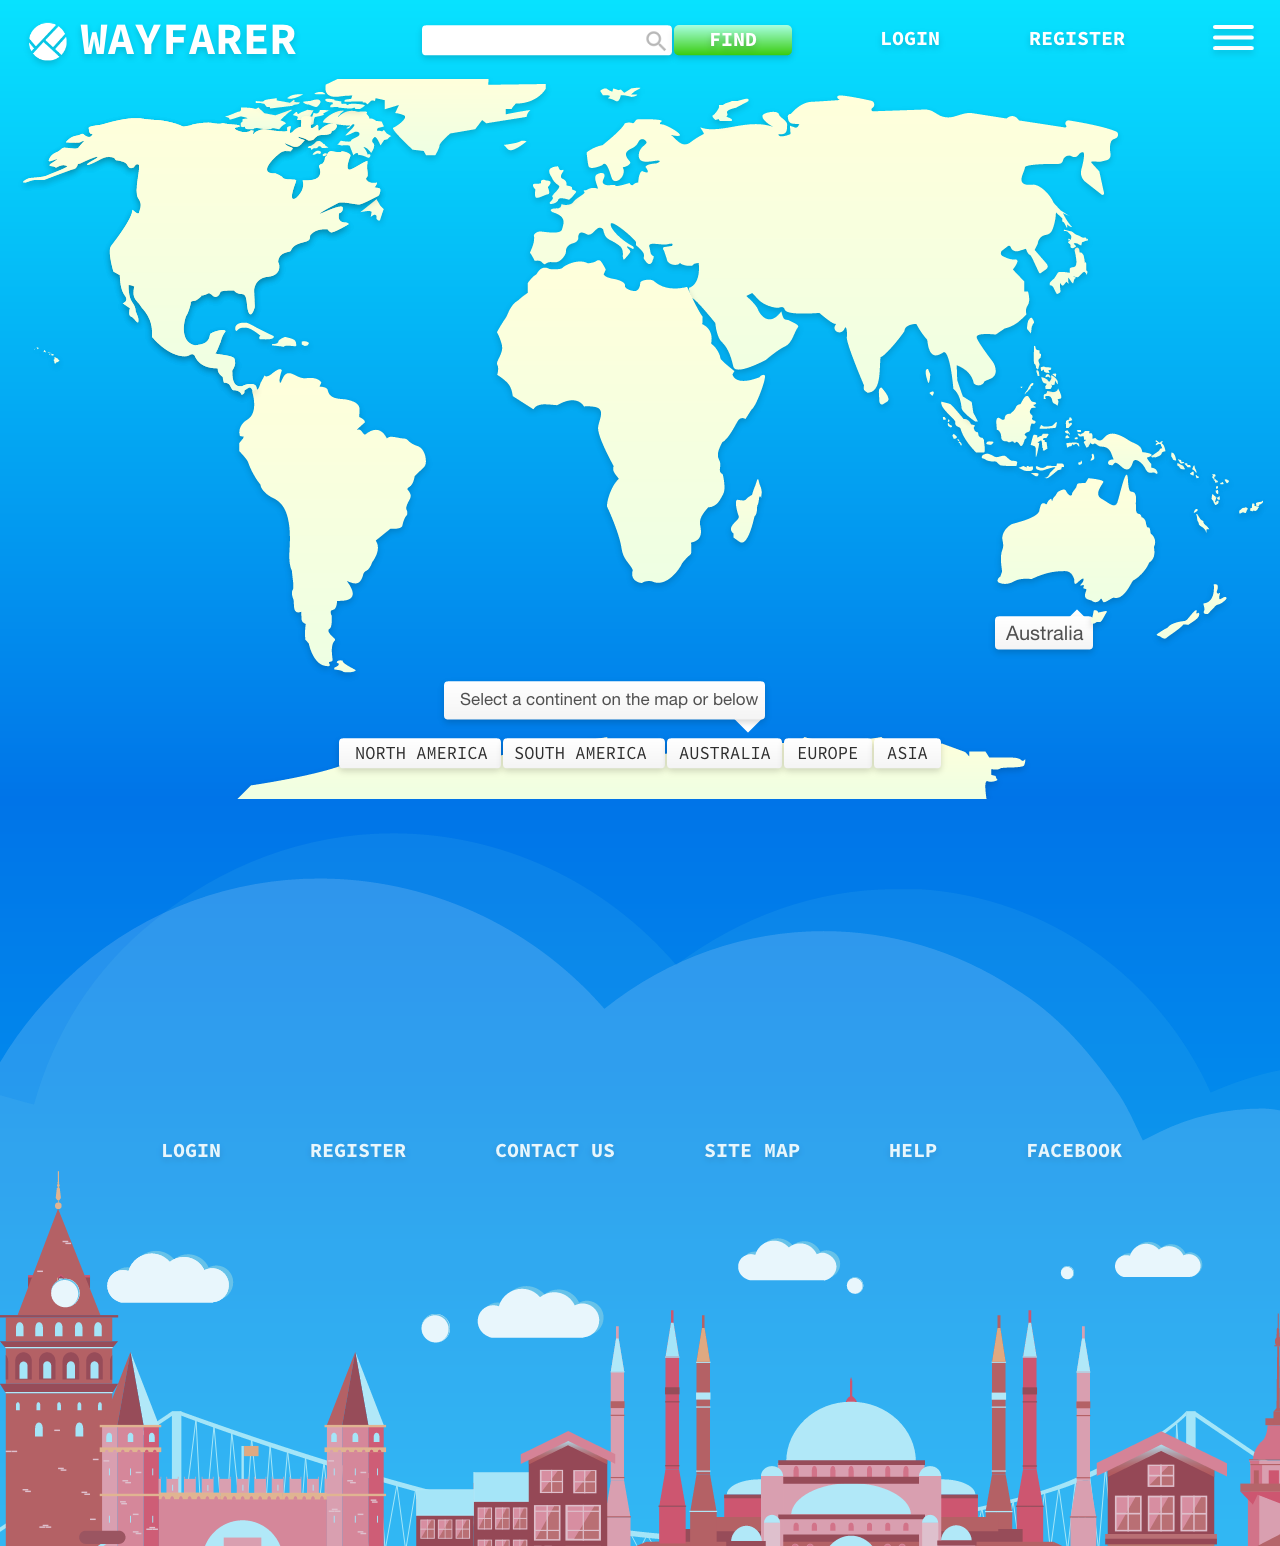 WAYFARER
FIND
LOGIN
REGISTER
Australia
Select a continent on the map or below
NORTH AMERICA
SOUTH AMERICA
AUSTRALIA
EUROPE
ASIA
LOGIN
REGISTER
CONTACT US
SITE MAP
HELP
FACEBOOK